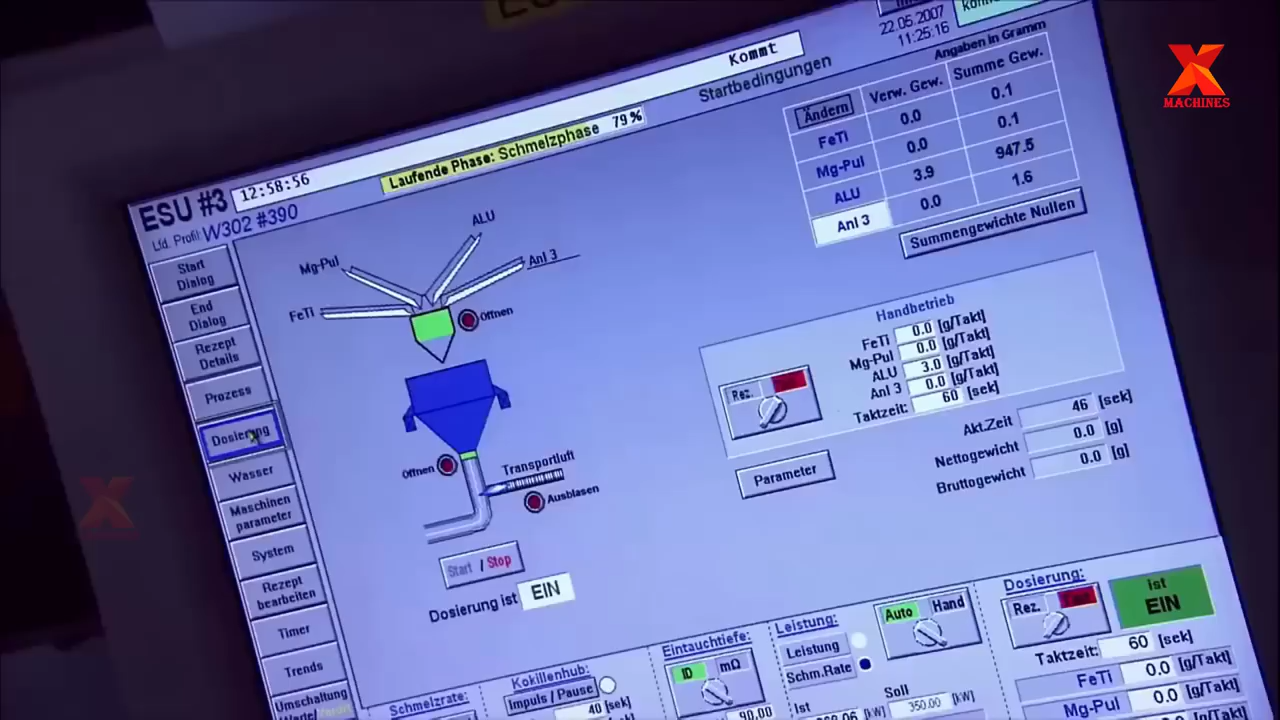 Kommt
22.05.2007
11:25:16
MACHINES
Startbedingungen
Laufende Phase: Schmelzphase 79 %
ESU #3 12:58:56
Lfd. Profil: W302 #390
Angaben in Gramm
Ändern Verw. Gew. Summe Gew.
FeTi 0.0 0.1
Mg-Pul 0.0 0.1
ALU 3.9 947.5
Anl 3 0.0 1.6
Summengewichte Nullen
Start Dialog
End Dialog
Rezept Details
Prozess
Dosierung
Wasser
Maschinen parameter
System
Rezept bearbeiten
Timer
Trends
Umschaltung
ALU
Mg-Pul
Anl 3
FeTi
Öffnen
Öffnen
Transportluft
Ausblasen
Start / Stop
Dosierung ist EIN
Handbetrieb
Rez.
FeTi 0.0 [g/Takt]
Mg-Pul 0.0 [g/Takt]
ALU 3.0 [g/Takt]
Anl 3 0.0 [g/Takt]
Taktzeit: 60 [sek]
Parameter
Akt.Zeit 46 [sek]
Nettogewicht 0.0 [g]
Bruttogewicht 0.0 [g]
Schmelzrate:
Kokillenhub:
Impuls / Pause
40 [sek]
Eintauchtiefe:
ID mΩ
90.00
Leistung:
Leistung
Schm.Rate
Auto Hand
Ist Soll
[kW] 350.00 [kW]
Dosierung:
Rez.
Ist EIN
Taktzeit: 60 [sek]
FeTi 0.0 [g/Takt]
Mg-Pul 0.0 [g/Takt]